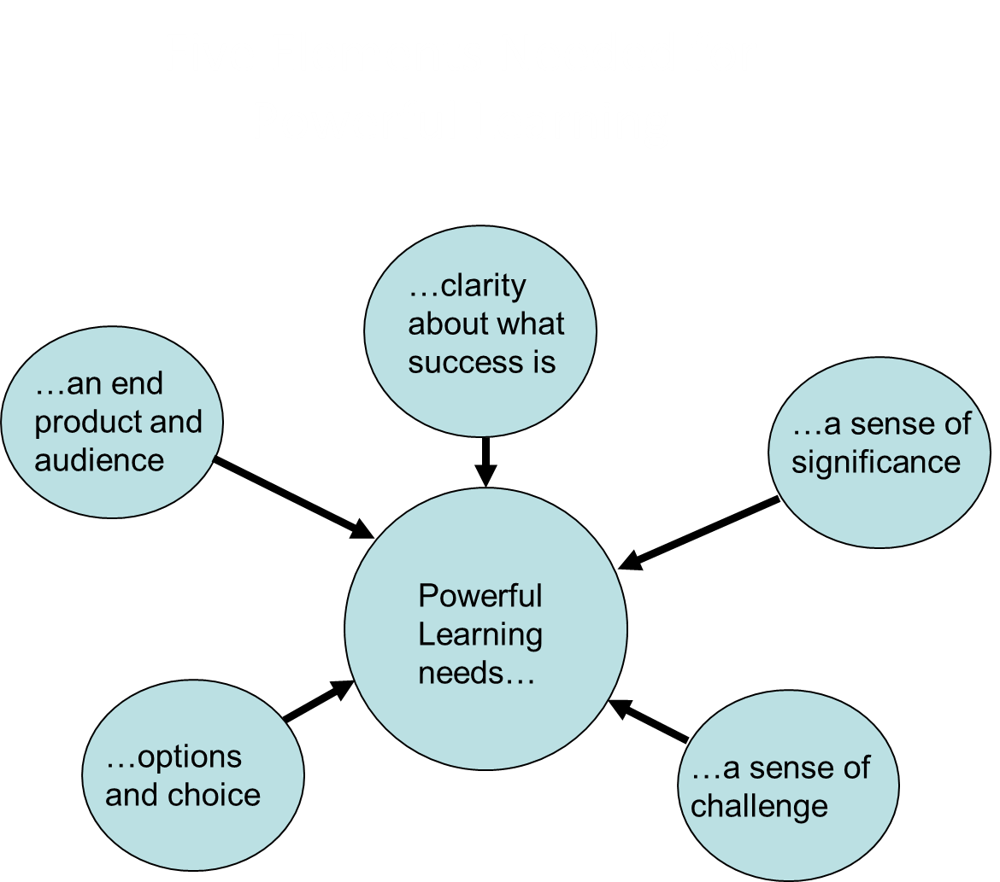 …clarity
about what
success is
…an end
product and
audience
…a sense of
significance
Powerful
Learning
needs…
…options
and choice
…a sense of
challenge